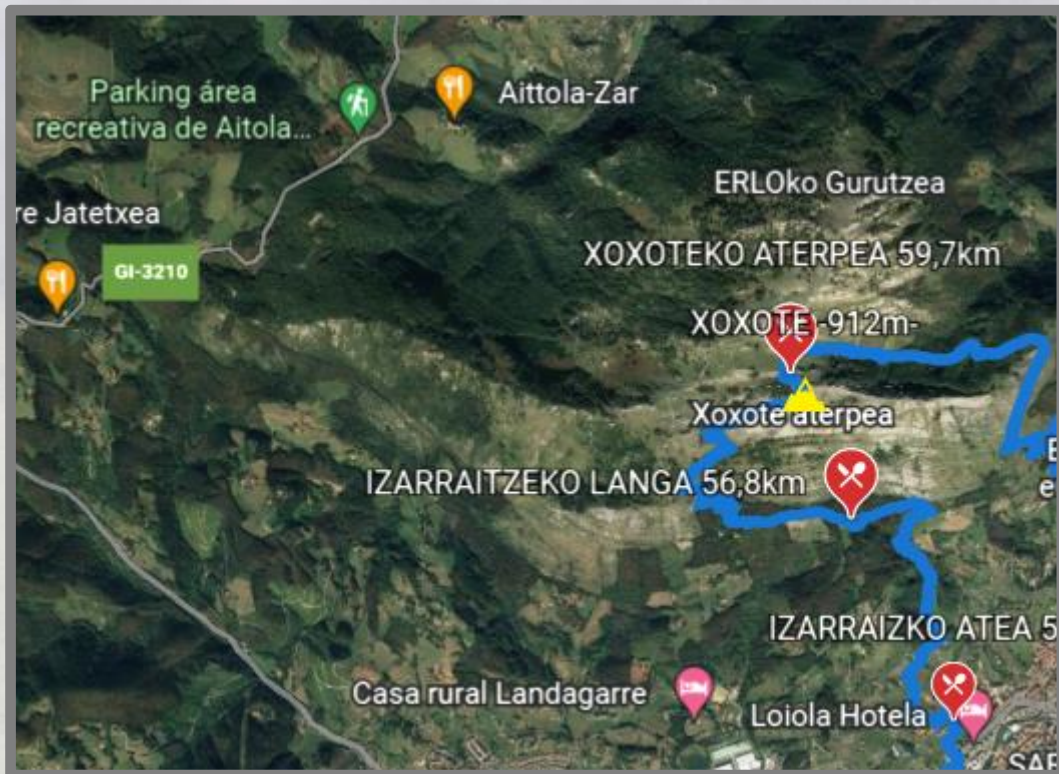 Parking área
recreativa de Aitola...
Aittola-Zar
ERLOko Gurutzea
re Jatetxea
XOXOTEKO ATERPEA 59,7km
GI-3210
XOXOTE -912m-
Xoxote aterpea
IZARRAITZEKO LANGA 56,8km
E
e
IZARRAIZKO ATEA 5
Casa rural Landagarre
Loiola Hotela